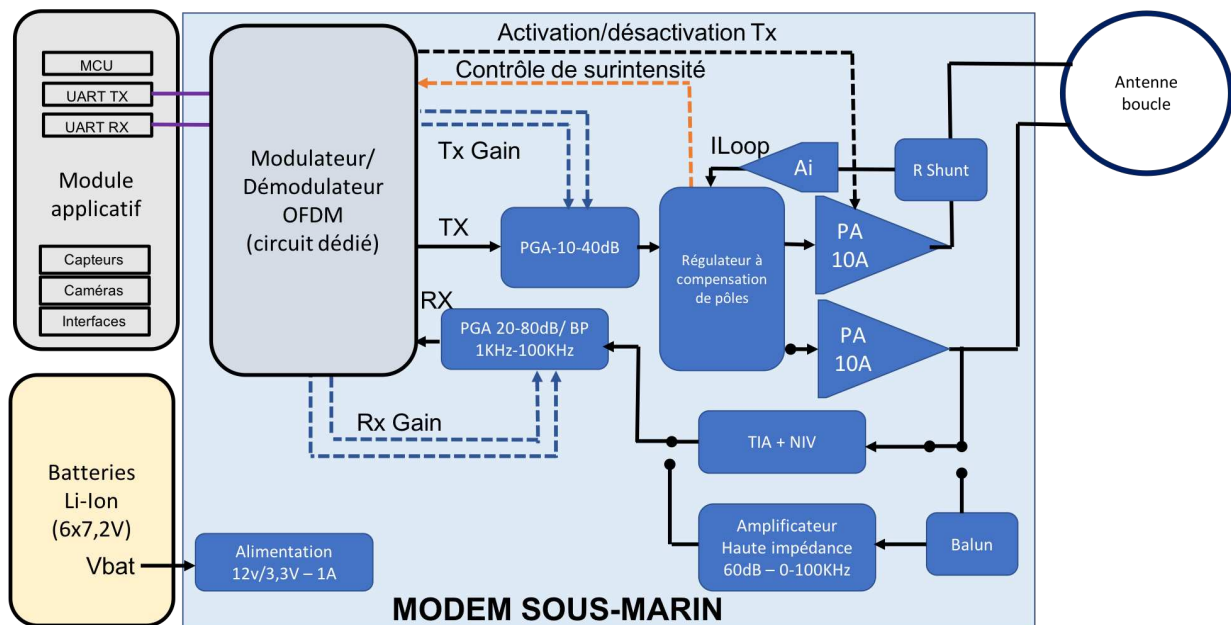 MCU
UART TX
UART RX
Module
applicatif
Capteurs
Caméras
Interfaces
Batteries
Li-Ion
(6x7,2V)
Vbat
Modulateur/
Démodulateur
OFDM
(circuit dédié)
Activation/désactivation Tx
Contrôle de surintensité
Tx Gain
TX
RX
Rx Gain
PGA-10-40dB
PGA 20-80dB/ BP
1KHz-100KHz
ILoop
Ai
R Shunt
Régulateur à
compensation
de pôles
PA
10A
PA
10A
TIA + NIV
Amplificateur
Haute impédance
60dB – 0-100KHz
Balun
Antenne
boucle
Alimentation
12v/3,3V – 1A
MODEM SOUS-MARIN